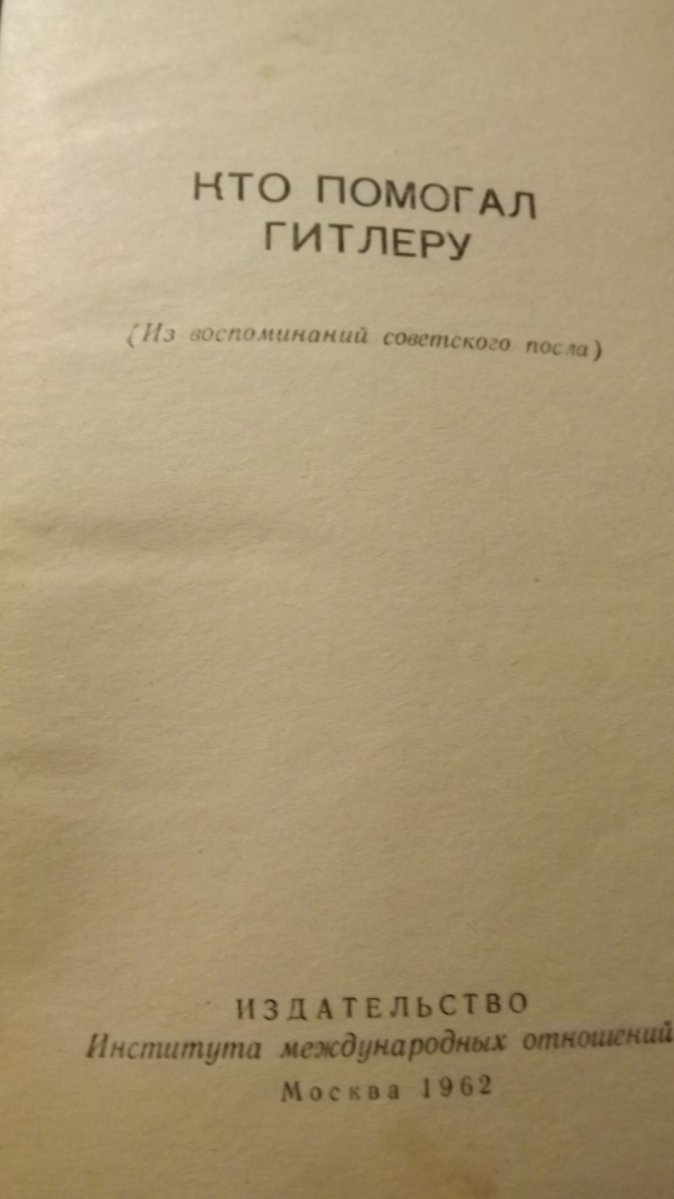 КТО ПОМОГАЛ
ГИТЛЕРУ
(Из воспоминаний советского посла)
ИЗДАТЕЛЬСТВО
Института международных отношений
Москва 1962